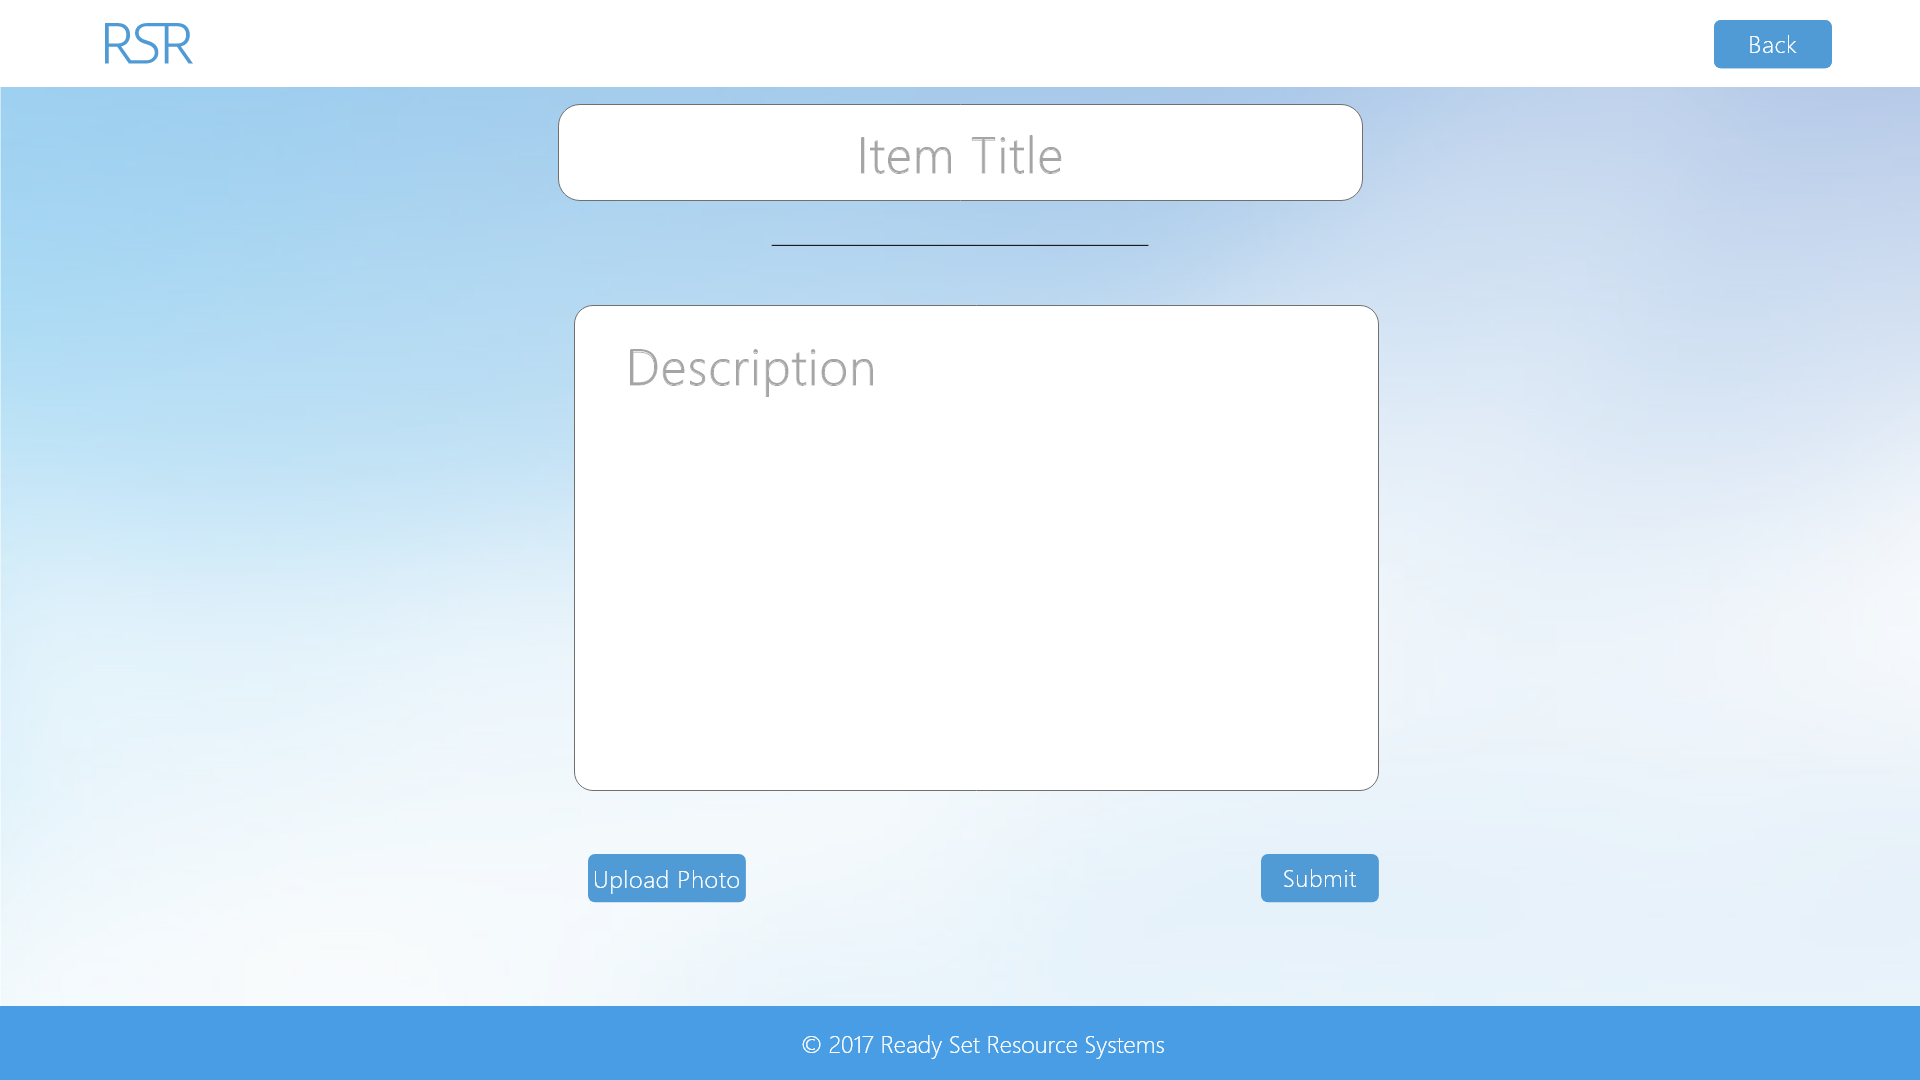 RSR
Back
Item Title
Description
Upload Photo
Submit
© 2017 Ready Set Resource Systems